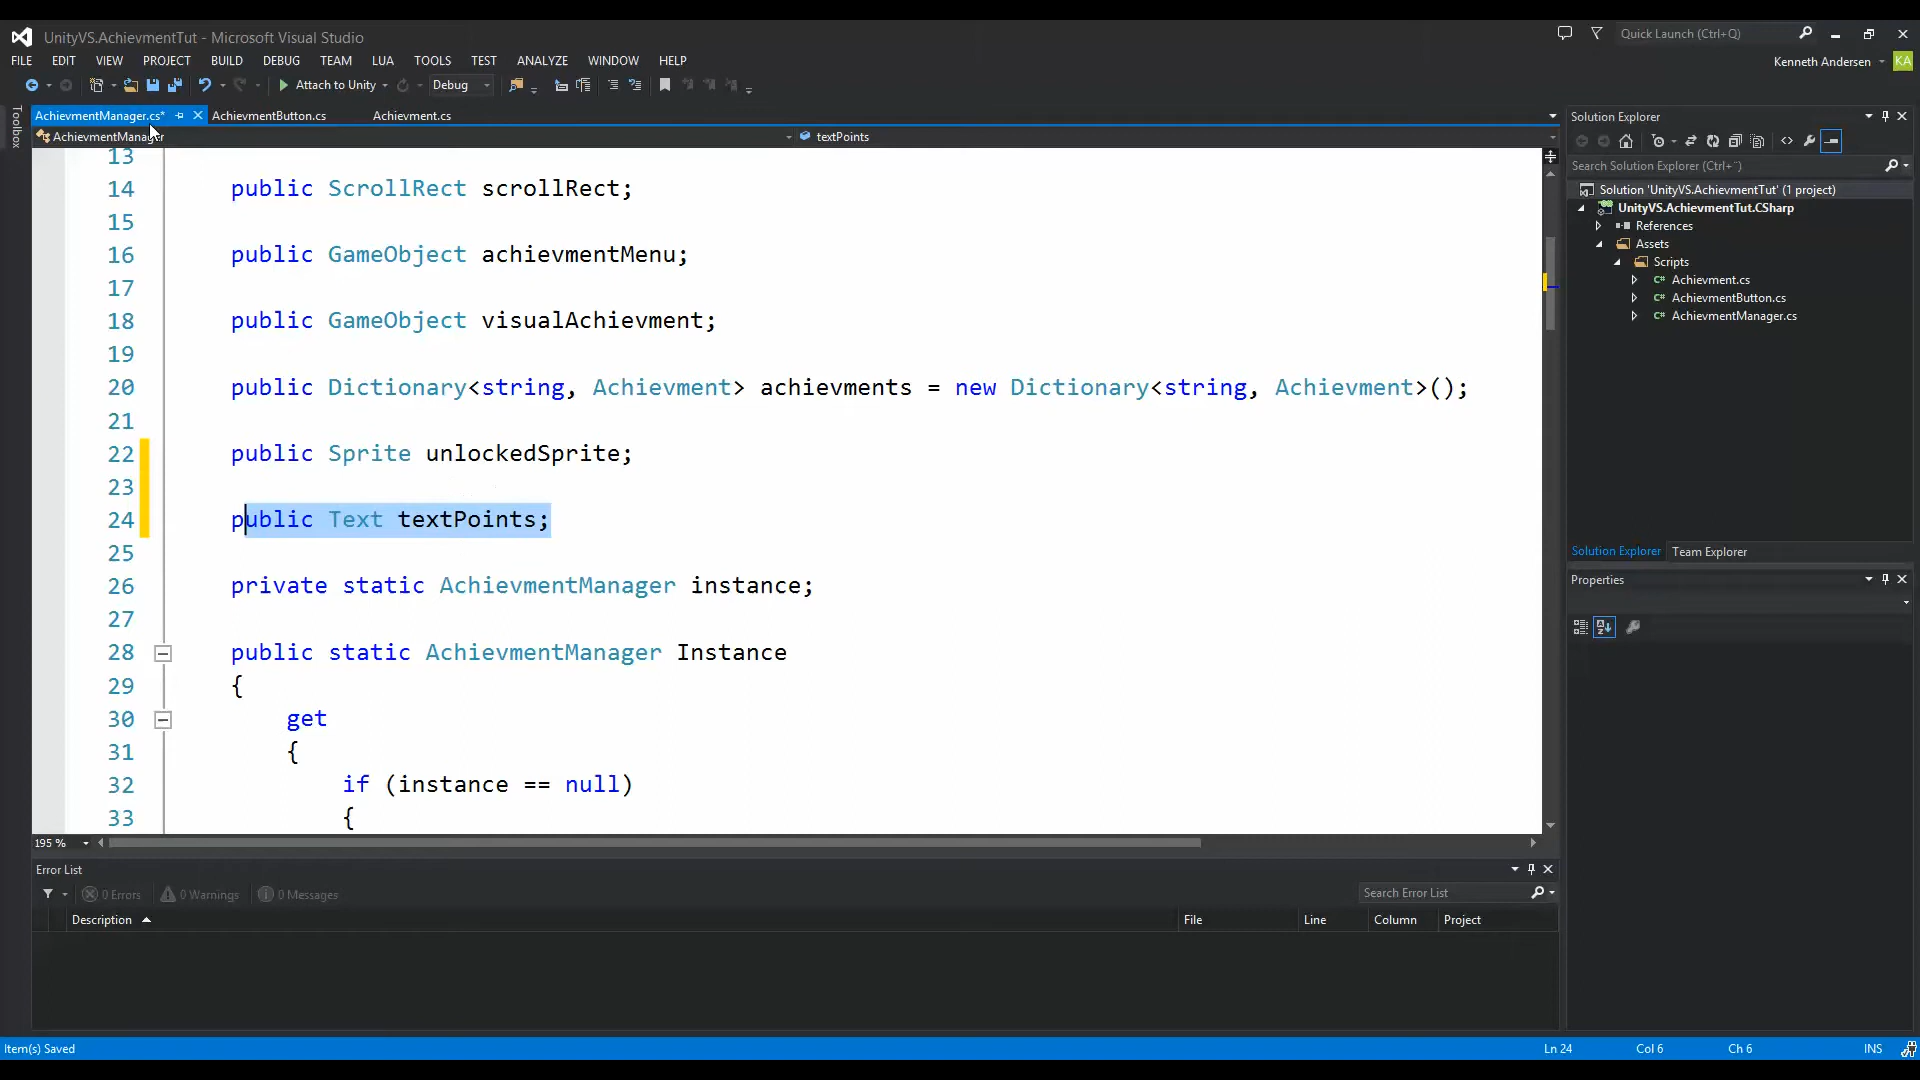 UnityVS.AchievmentTut - Microsoft Visual Studio
Quick Launch (Ctrl+Q)
FILE EDIT VIEW PROJECT BUILD DEBUG TEAM LUA TOOLS TEST ANALYZE WINDOW HELP
Kenneth Andersen KA
Attach to Unity Debug
AchievmentManager.cs* AchievmentButton.cs Achievment.cs
AchievmentManager textPoints
13
14 public ScrollRect scrollRect;
15
16 public GameObject achievmentMenu;
17
18 public GameObject visualAchievment;
19
20 public Dictionary<string, Achievment> achievments = new Dictionary<string, Achievment>();
21
22 public Sprite unlockedSprite;
23
24 public Text textPoints;
25
26 private static AchievmentManager instance;
27
28 public static AchievmentManager Instance
29 {
30 get
31 {
32 if (instance == null)
33 {
195 %
Toolbox
Solution Explorer
Search Solution Explorer (Ctrl+¨)
Solution 'UnityVS.AchievmentTut' (1 project)
UnityVS.AchievmentTut.CSharp
References
Assets
Scripts
C# Achievment.cs
C# AchievmentButton.cs
C# AchievmentManager.cs
Solution Explorer Team Explorer
Properties
Error List
0 Errors 0 Warnings 0 Messages
Search Error List
Description File Line Column Project
Item(s) Saved Ln 24 Col 6 Ch 6 INS